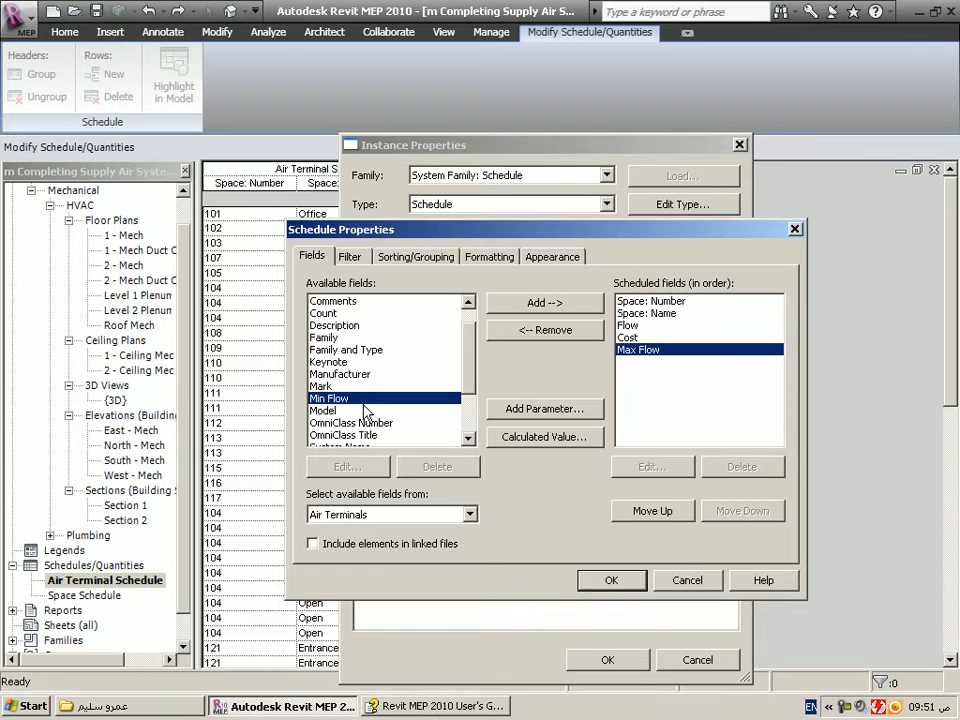 Autodesk Revit MEP 2010 - [m Completing Supply Air S...
Type a keyword or phrase
MEP
Home Insert Annotate Analyze Architect Collaborate View Manage Modify Schedule/Quantities
Headers: Rows:
Group New
Ungroup Delete
Highlight
in Model
Schedule
Modify Schedule/Quantities
m Completing Supply Air System
Mechanical
HVAC
Floor Plans
1 - Mech
1 - Mech Duct C
2 - Mech
2 - Mech Duct C
Level 1 Plenum
Level 2 Plenum
Roof Mech
Ceiling Plans
1 - Ceiling Mec
2 - Ceiling Mec
3D Views
{3D}
Elevations (Building
East - Mech
North - Mech
South - Mech
West - Mech
Sections (Building
Section 1
Section 2
Plumbing
Legends
Schedules/Quantities
Air Terminal Schedule
Space Schedule
Reports
Sheets (all)
Families
Air Terminal S
Space: Number Space:
101 Office
102
103
107
105
104
104
104
108
109
110
111
111
112
113
113
115
116
117
104
104
104
104
104
104
104
104
104 Open
104 Open
104 Open
121 Entrance
121 Entrance
Instance Properties
Family: System Family: Schedule Load...
Type: Schedule Edit Type...
Schedule Properties
Fields Filter Sorting/Grouping Formatting Appearance
Available fields:
Comments
Count
Description
Family
Family and Type
Keynote
Manufacturer
Mark
Min Flow
Model
OmniClass Number
OmniClass Title
System Name
Add -->
<-- Remove
Add Parameter...
Calculated Value...
Scheduled fields (in order):
Space: Number
Space: Name
Flow
Cost
Max Flow
Edit... Delete
Edit... Delete
Select available fields from:
Air Terminals
Move Up Move Down
Include elements in linked files
OK Cancel Help
OK Cancel
Ready
:0
Start
عمرو سليم
Autodesk Revit MEP 2...
Revit MEP 2010 User's G...
EN
09:51 ص